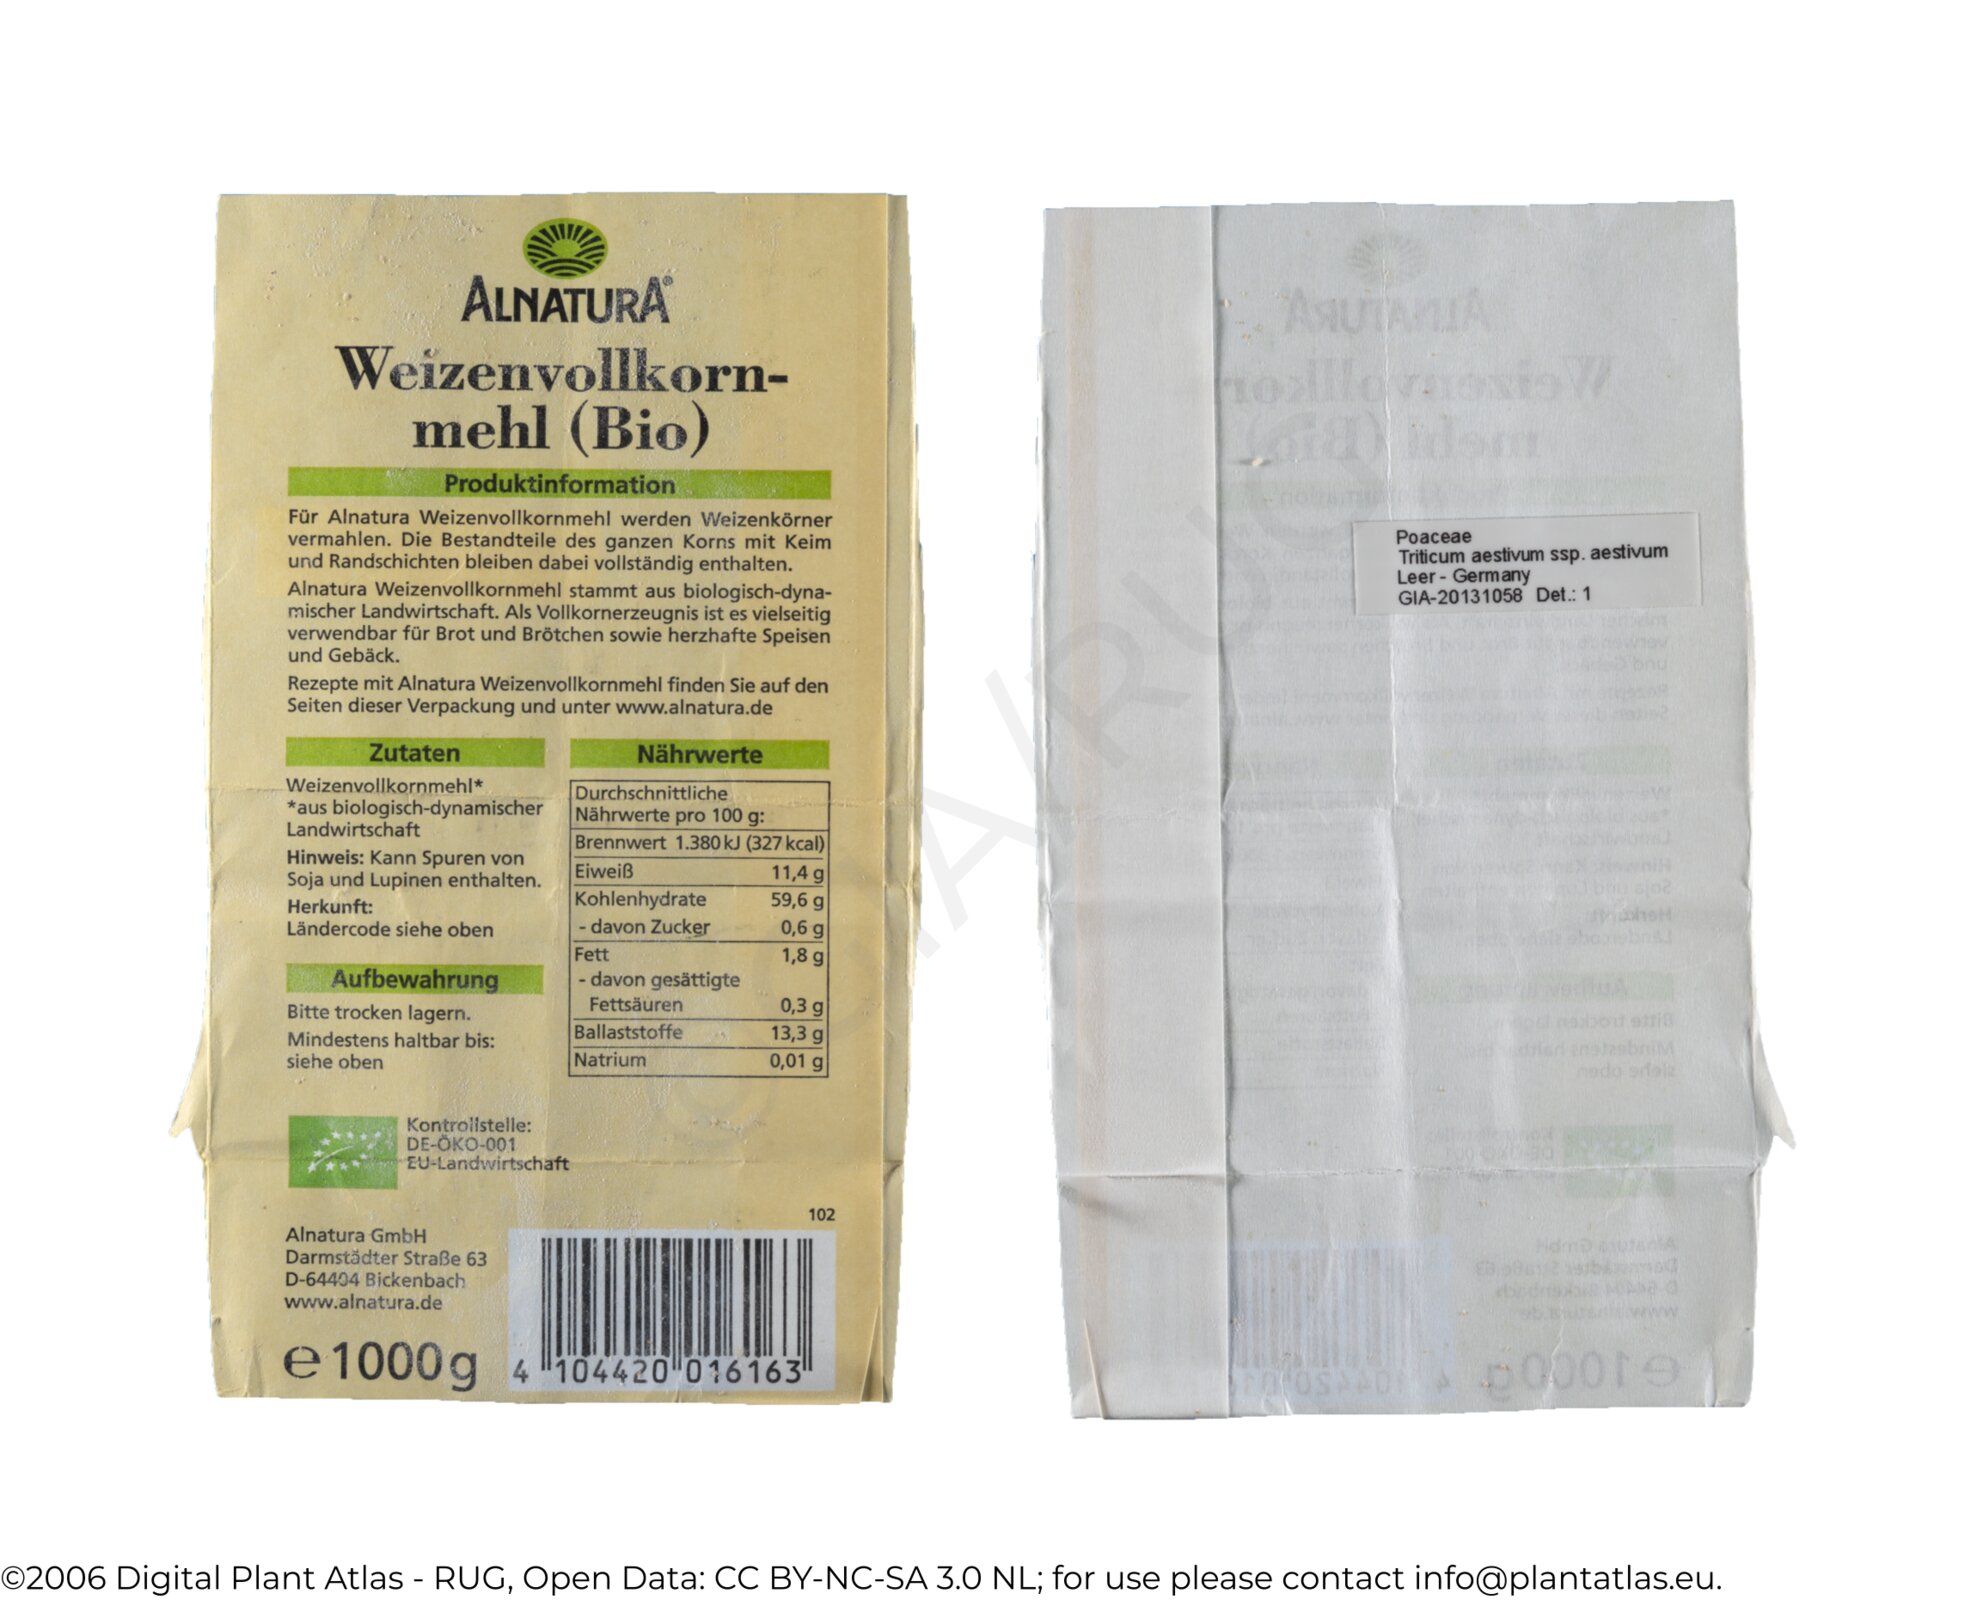 ALNATURA®
Weizenvollkorn-
mehl (Bio)
Produktinformation
Für Alnatura Weizenvollkornmehl werden Weizenkörner
vermahlen. Die Bestandteile des ganzen Korns mit Keim
und Randschichten bleiben dabei vollständig enthalten.
Alnatura Weizenvollkornmehl stammt aus biologisch-dyna-
mischer Landwirtschaft. Als Vollkornerzeugnis ist es vielseitig
verwendbar für Brot und Brötchen sowie herzhafte Speisen
und Gebäck.
Rezepte mit Alnatura Weizenvollkornmehl finden Sie auf den
Seiten dieser Verpackung und unter www.alnatura.de
Zutaten
Weizenvollkornmehl*
*aus biologisch-dynamischer
Landwirtschaft
Hinweis: Kann Spuren von
Soja und Lupinen enthalten.
Herkunft:
Ländercode siehe oben
Aufbewahrung
Bitte trocken lagern.
Mindestens haltbar bis:
siehe oben
Nährwerte
Durchschnittliche
Nährwerte pro 100 g:
Brennwert 1.380 kJ (327 kcal)
Eiweiß 11,4 g
Kohlenhydrate 59,6 g
- davon Zucker 0,6 g
Fett 1,8 g
- davon gesättigte
Fettsäuren 0,3 g
Ballaststoffe 13,3 g
Natrium 0,01 g
Kontrollstelle:
DE-ÖKO-001
EU-Landwirtschaft
102
Alnatura GmbH
Darmstädter Straße 63
D-64404 Bickenbach
www.alnatura.de
e 1000g
4 104420 016163
Poaceae
Triticum aestivum ssp. aestivum
Leer - Germany
GIA-20131058 Det.: 1
©GIA/RUG
©2006 Digital Plant Atlas - RUG, Open Data: CC BY-NC-SA 3.0 NL; for use please contact info@plantatlas.eu.